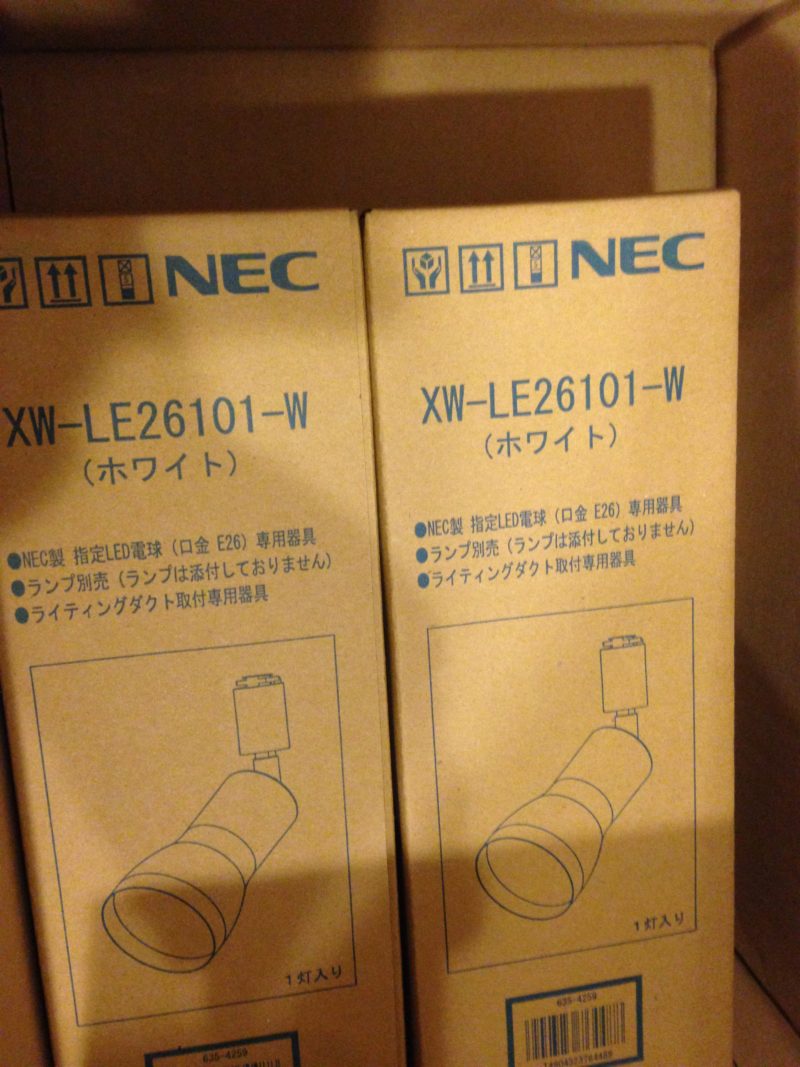 NEC
XW-LE26101-W
(ホワイト)
●NEC製 指定LED電球(口金 E26)専用器具
●ランプ別売(ランプは添付しておりません)
●ライティングダクト取付専用器具
1灯入り
635-4259
NEC
XW-LE26101-W
(ホワイト)
●NEC製 指定LED電球(口金 E26)専用器具
●ランプ別売(ランプは添付しておりません)
●ライティングダクト取付専用器具
1灯入り
635-4259